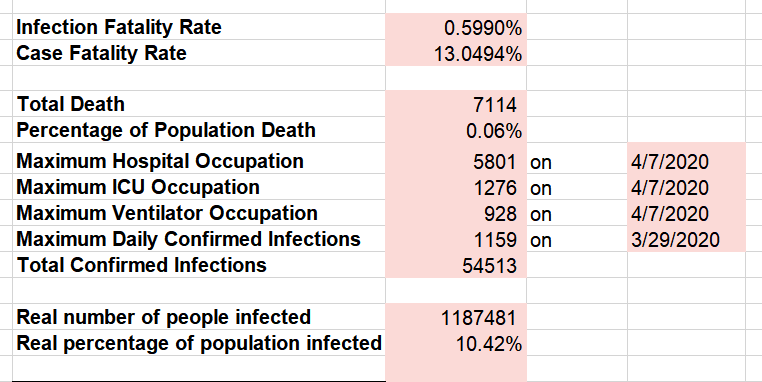 Infection Fatality Rate 0.5990%
Case Fatality Rate 13.0494%
Total Death 7114
Percentage of Population Death 0.06%
Maximum Hospital Occupation 5801 on 4/7/2020
Maximum ICU Occupation 1276 on 4/7/2020
Maximum Ventilator Occupation 928 on 4/7/2020
Maximum Daily Confirmed Infections 1159 on 3/29/2020
Total Confirmed Infections 54513
Real number of people infected 1187481
Real percentage of population infected 10.42%